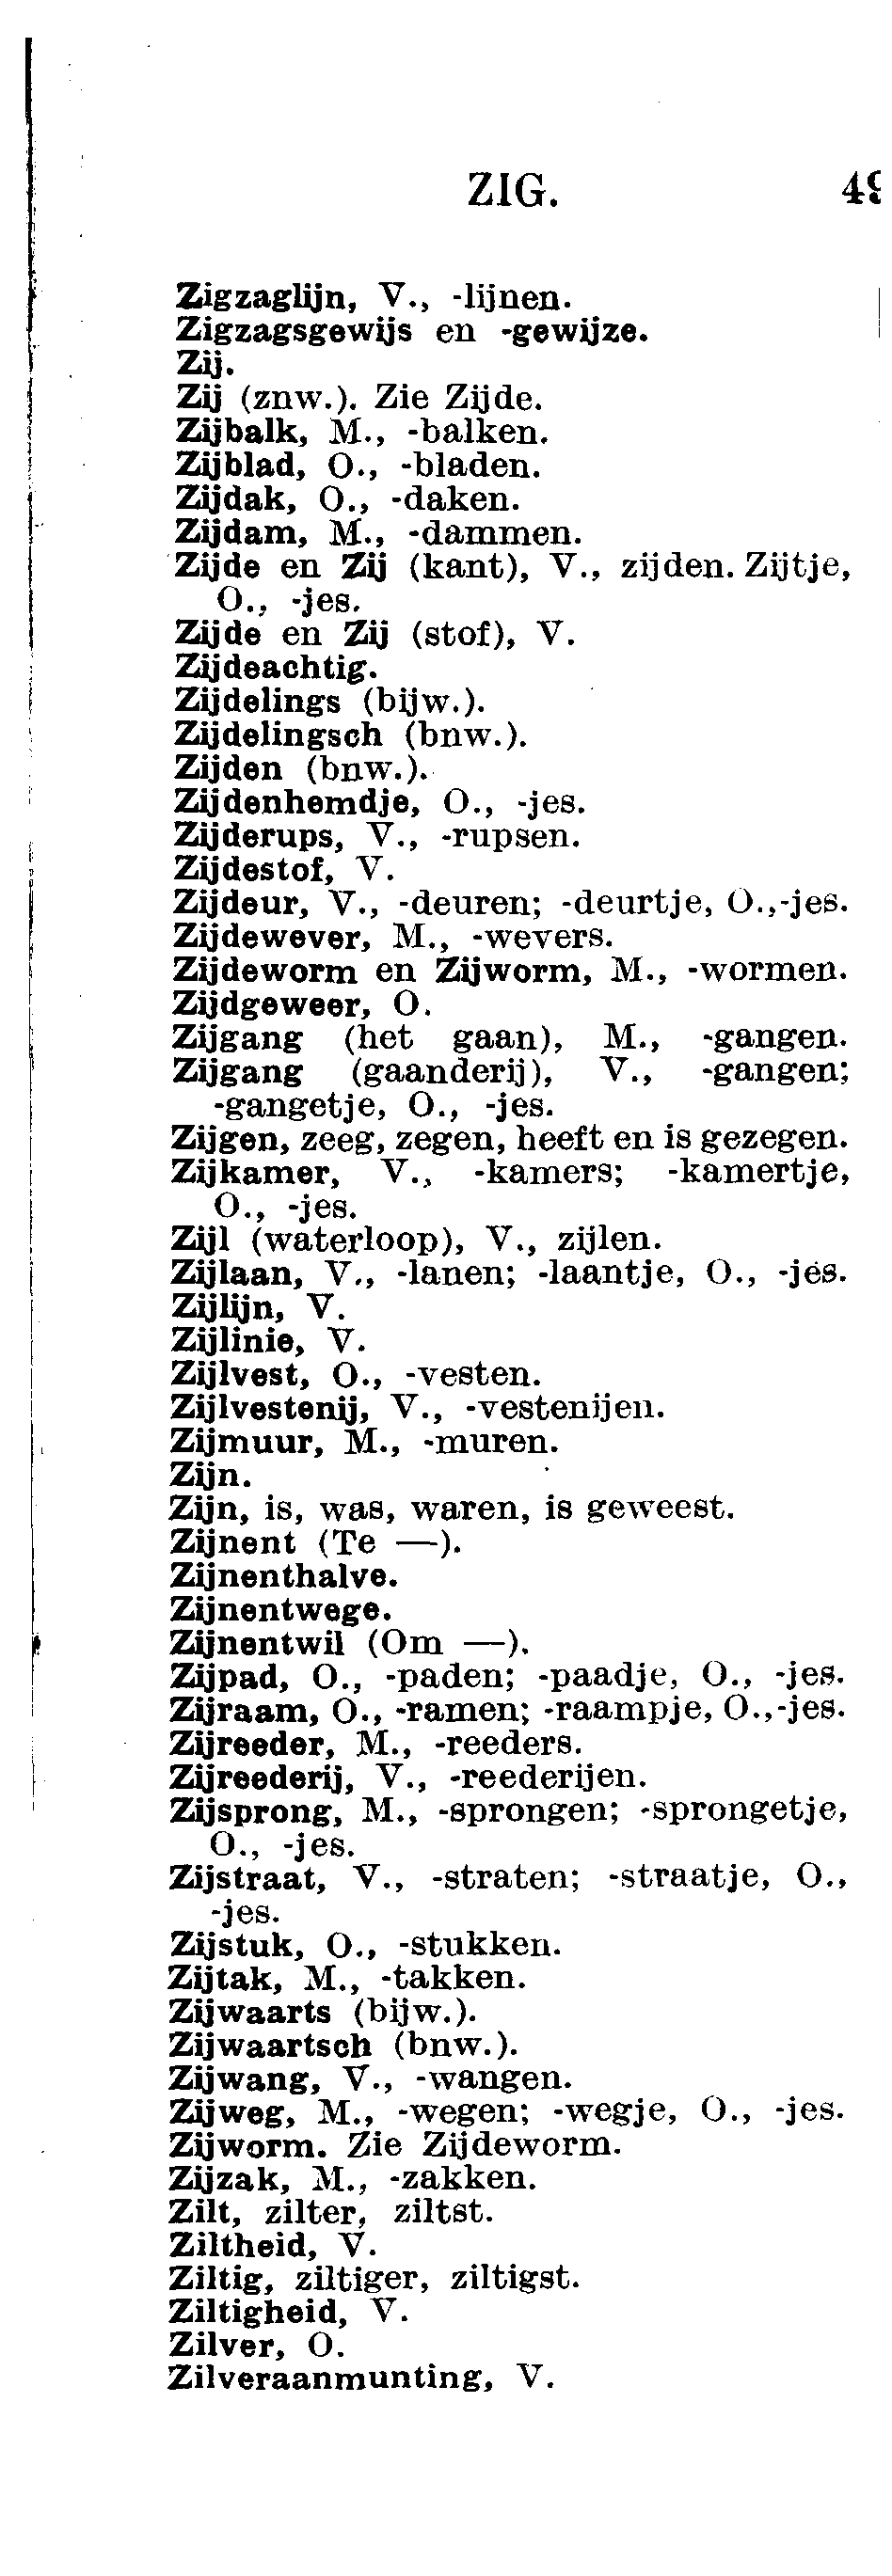 ZIG.
Zigzaglijn, V., -lijnen.
Zigzagsgewijs en -gewijze.
Zij.
Zij (znw.). Zie Zijde.
Zijbalk, M., -balken.
Zijblad, O., -bladen.
Zijdak, O., -daken.
Zijdam, M., -dammen.
Zijde en Zij (kant), V., zijden. Zijtje,
O., -jes.
Zijde en Zij (stof), V.
Zijdeachtig.
Zijdelings (bijw.).
Zijdelingsch (bnw.).
Zijden (bnw.).
Zijdenhemdje, O., -jes.
Zijderups, V., -rupsen.
Zijdestof, V.
Zijdeur, V., -deuren; -deurtje, O.,-jes.
Zijdewever, M., -wevers.
Zijdeworm en Zijworm, M., -wormen.
Zijdgeweer, O.
Zijgang (het gaan), M., -gangen.
Zijgang (gaanderij), V., -gangen;
-gangetje, O., -jes.
Zijgen, zeeg, zegen, heeft en is gezegen.
Zijkamer, V., -kamers; -kamertje,
O., -jes.
Zijl (waterloop), V., zijlen.
Zijlaan, V., -lanen; -laantje, O., -jes.
Zijlijn, V.
Zijlinie, V.
Zijlvest, O., -vesten.
Zijlvestenij, V., -vestenijen.
Zijmuur, M., -muren.
Zijn.
Zijn, is, was, waren, is geweest.
Zijnent (Te —).
Zijnenthalve.
Zijnentwege.
Zijnentwil (Om —).
Zijpad, O., -paden; -paadje, O., -jes.
Zijraam, O., -ramen; -raampje, O.,-jes.
Zijreeder, M., -reeders.
Zijreederij, V., -reederijen.
Zijsprong, M., -sprongen; -sprongetje,
O., -jes.
Zijstraat, V., -straten; -straatje, O.,
-jes.
Zijstuk, O., -stukken.
Zijtak, M., -takken.
Zijwaarts (bijw.).
Zijwaartsch (bnw.).
Zijwang, V., -wangen.
Zijweg, M., -wegen; -wegje, O., -jes.
Zijworm. Zie Zijdeworm.
Zijzak, M., -zakken.
Zilt, zilter, ziltst.
Ziltheid, V.
Ziltig, ziltiger, ziltigst.
Ziltigheid, V.
Zilver, O.
Zilveraanmunting, V.